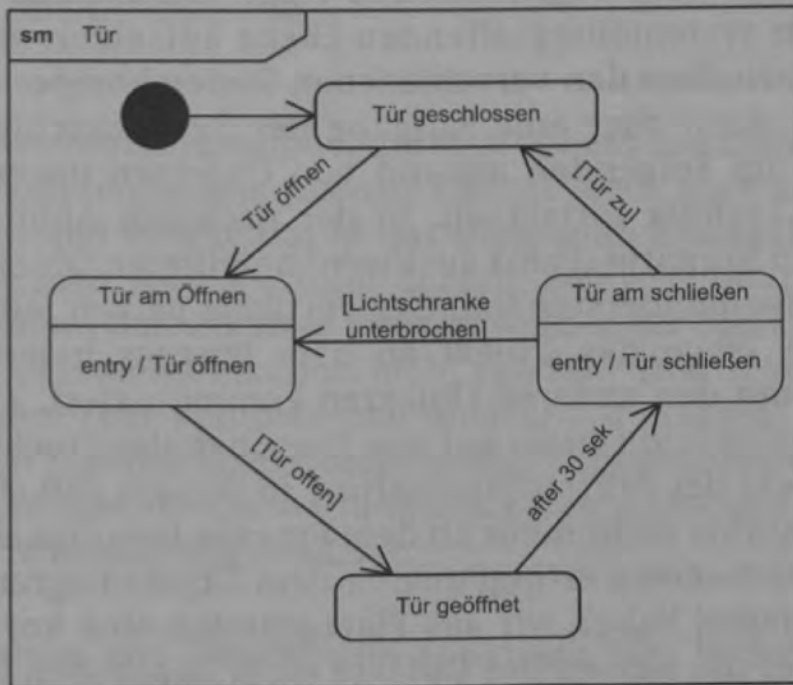 sm Tür
Tür geschlossen
Tür öffnen
[Tür zu]
Tür am Öffnen
entry / Tür öffnen
[Lichtschranke
unterbrochen]
Tür am schließen
entry / Tür schließen
[Tür offen]
after 30 sek
Tür geöffnet